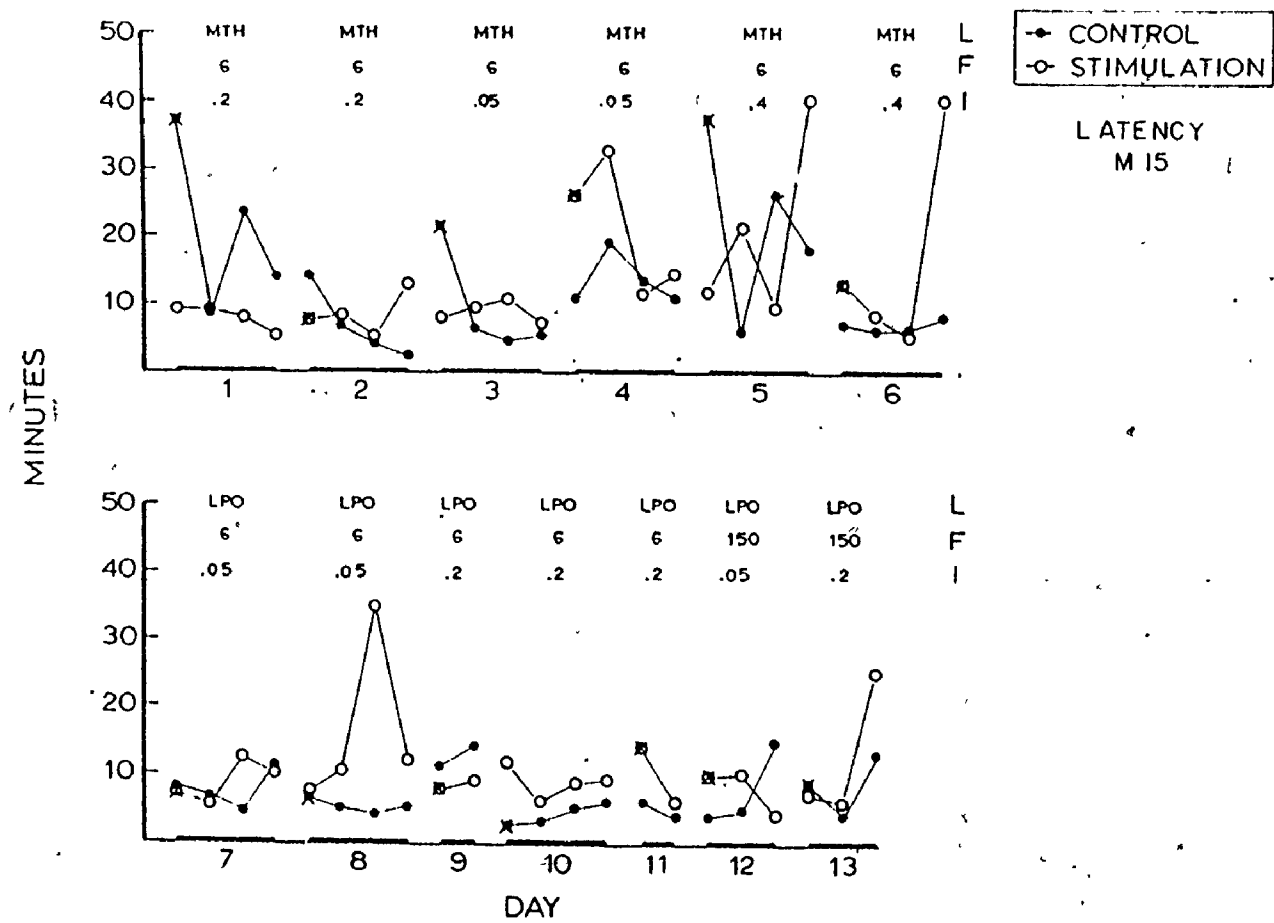 50 MTH MTH MTH MTH MTH MTH L
6 6 6 6 6 6 F
40 .2 .2 .05 .05 .4 .4 I
30
20
10
1 2 3 4 5 6
CONTROL
STIMULATION
LATENCY
M 15
MINUTES
50 LPO LPO LPO LPO LPO LPO LPO L
6 6 6 6 6 150 150 F
40 .05 .05 .2 .2 .2 .05 .2 I
30
20
10
7 8 9 10 11 12 13
DAY